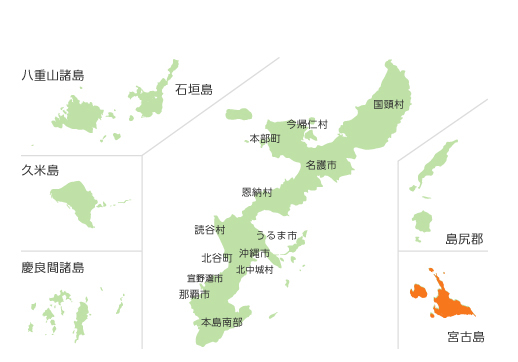 八重山諸島
石垣島
国頭村
今帰仁村
本部町
名護市
久米島
恩納村
読谷村
うるま市
島尻郡
沖縄市
北谷町
慶良間諸島
北中城村
宜野灣市
那覇市
本島南部
宮古島